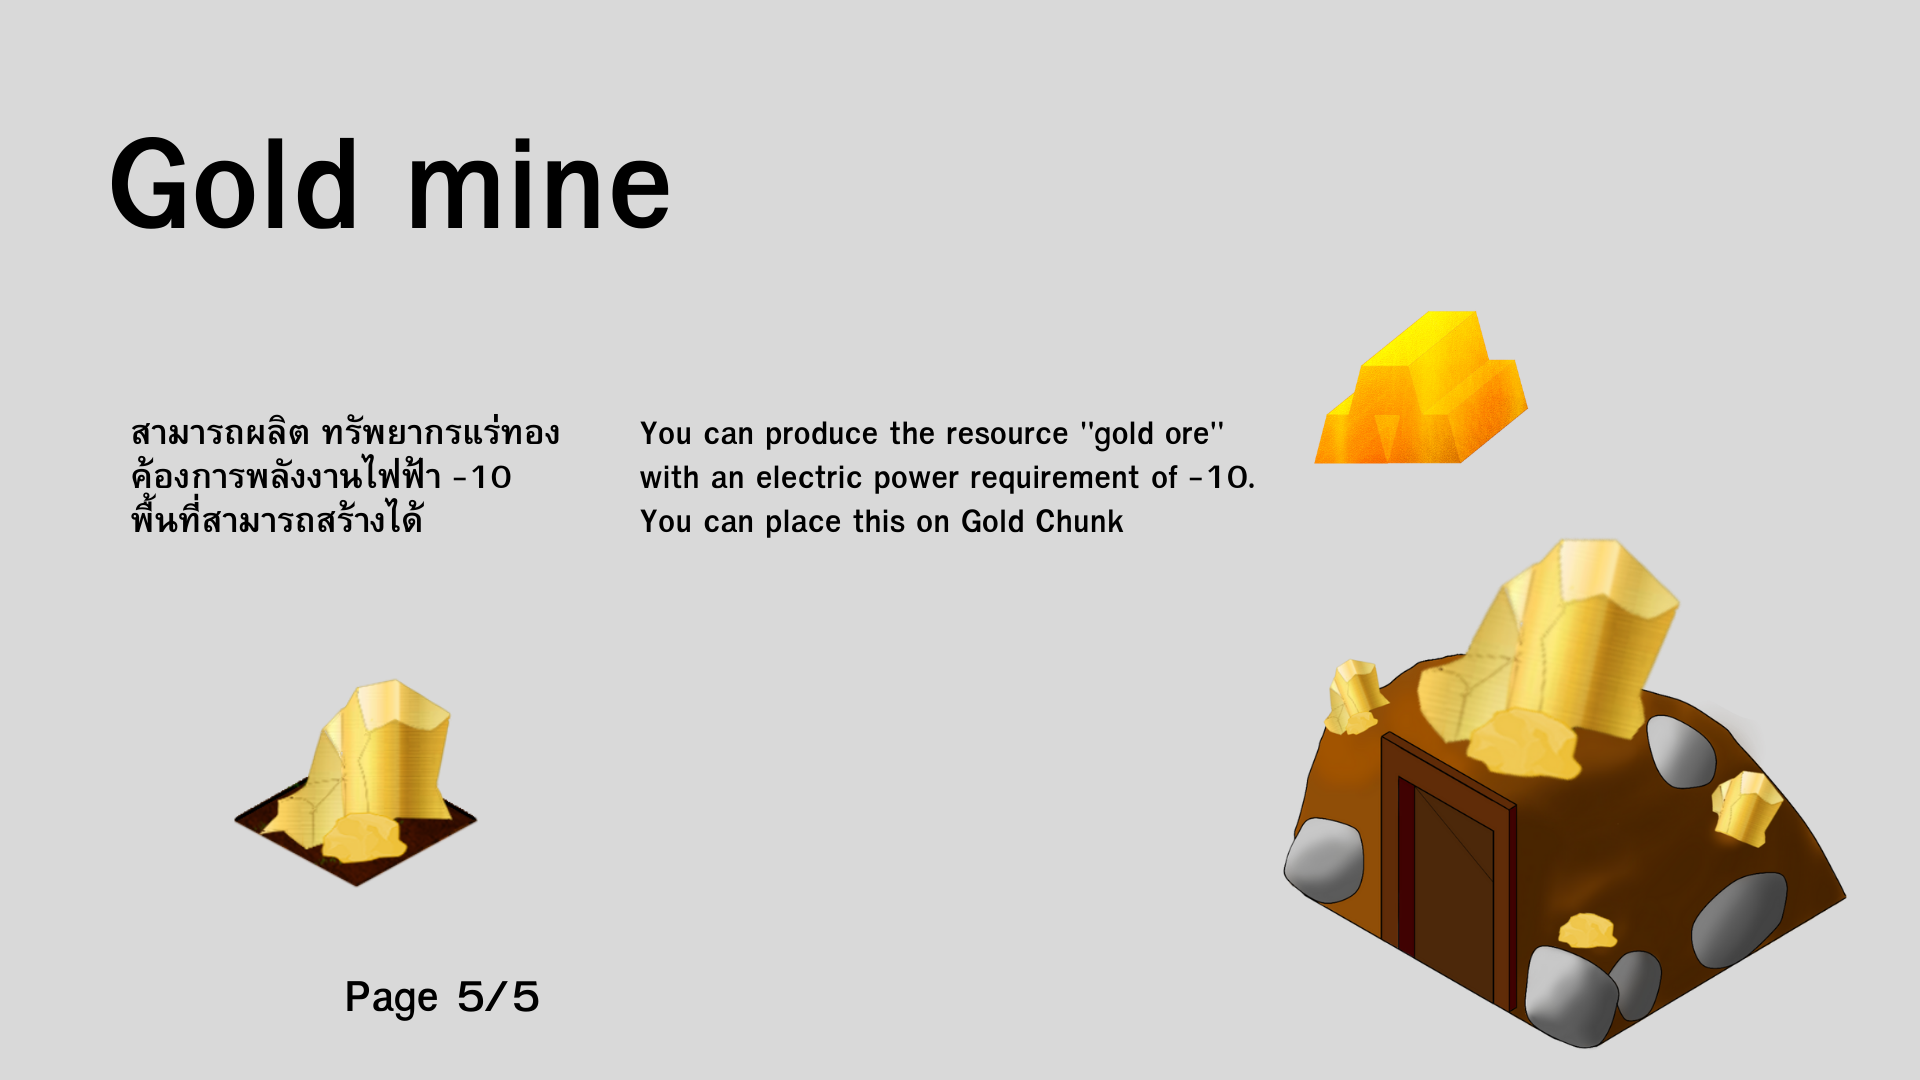 Gold mine
สามารถผลิต ทรัพยากรแร่ทอง
ค้องการพลังงานไฟฟ้า -10
พื้นที่สามารถสร้างได้
You can produce the resource "gold ore"
with an electric power requirement of -10.
You can place this on Gold Chunk
Page 5/5